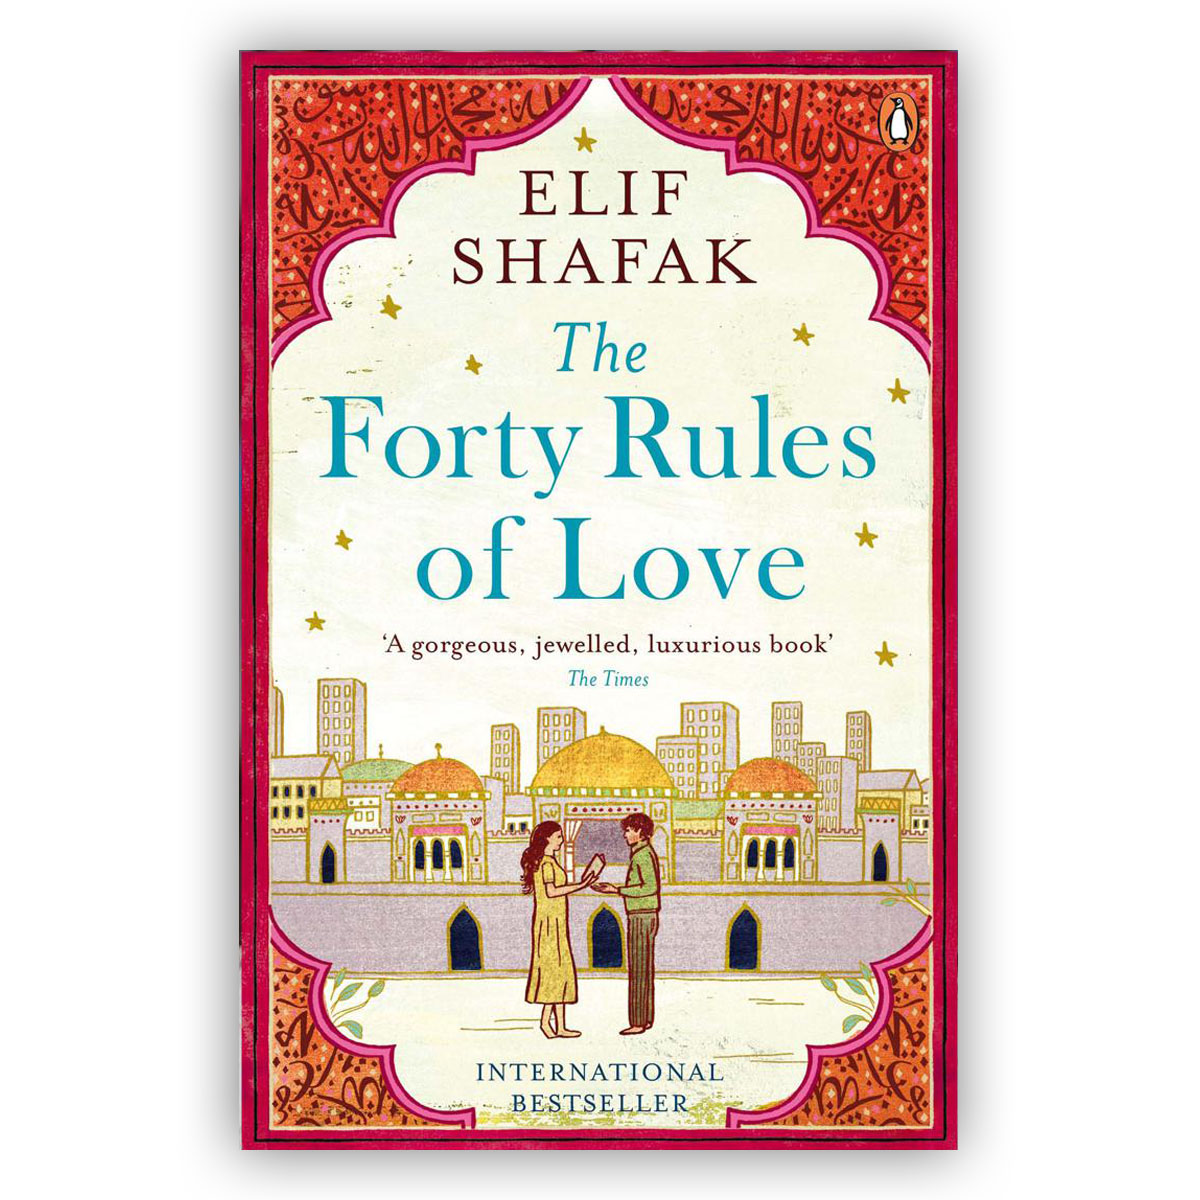 ELIF
SHAFAK
The
Forty Rules
of Love
‘A gorgeous, jewelled, luxurious book’
The Times
INTERNATIONAL
BESTSELLER